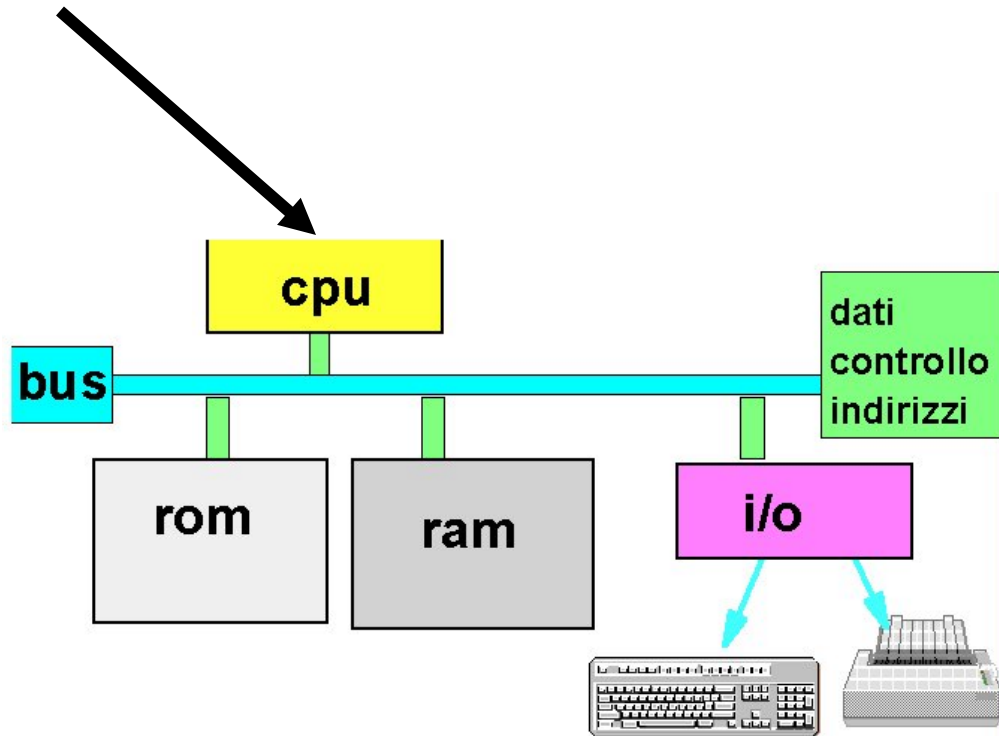 cpu
bus
dati
controllo
indirizzi
rom
ram
i/o